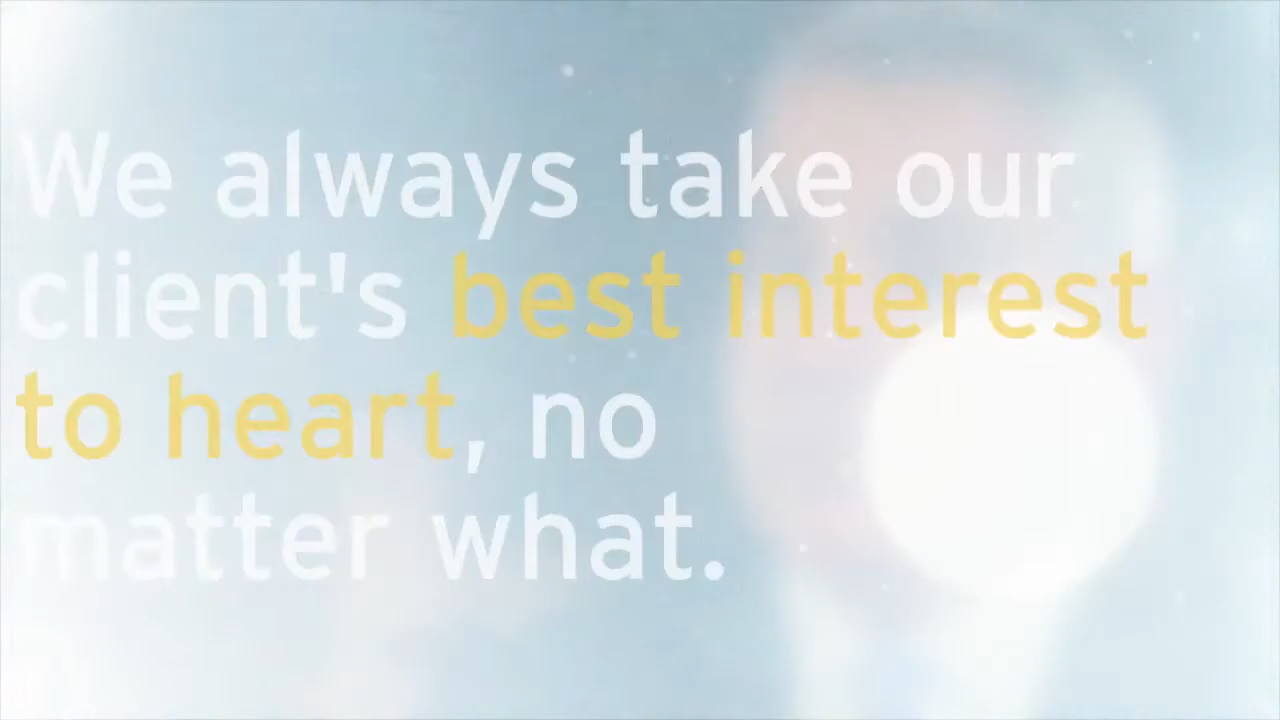 We always take our
client's best interest
to heart, no
matter what.